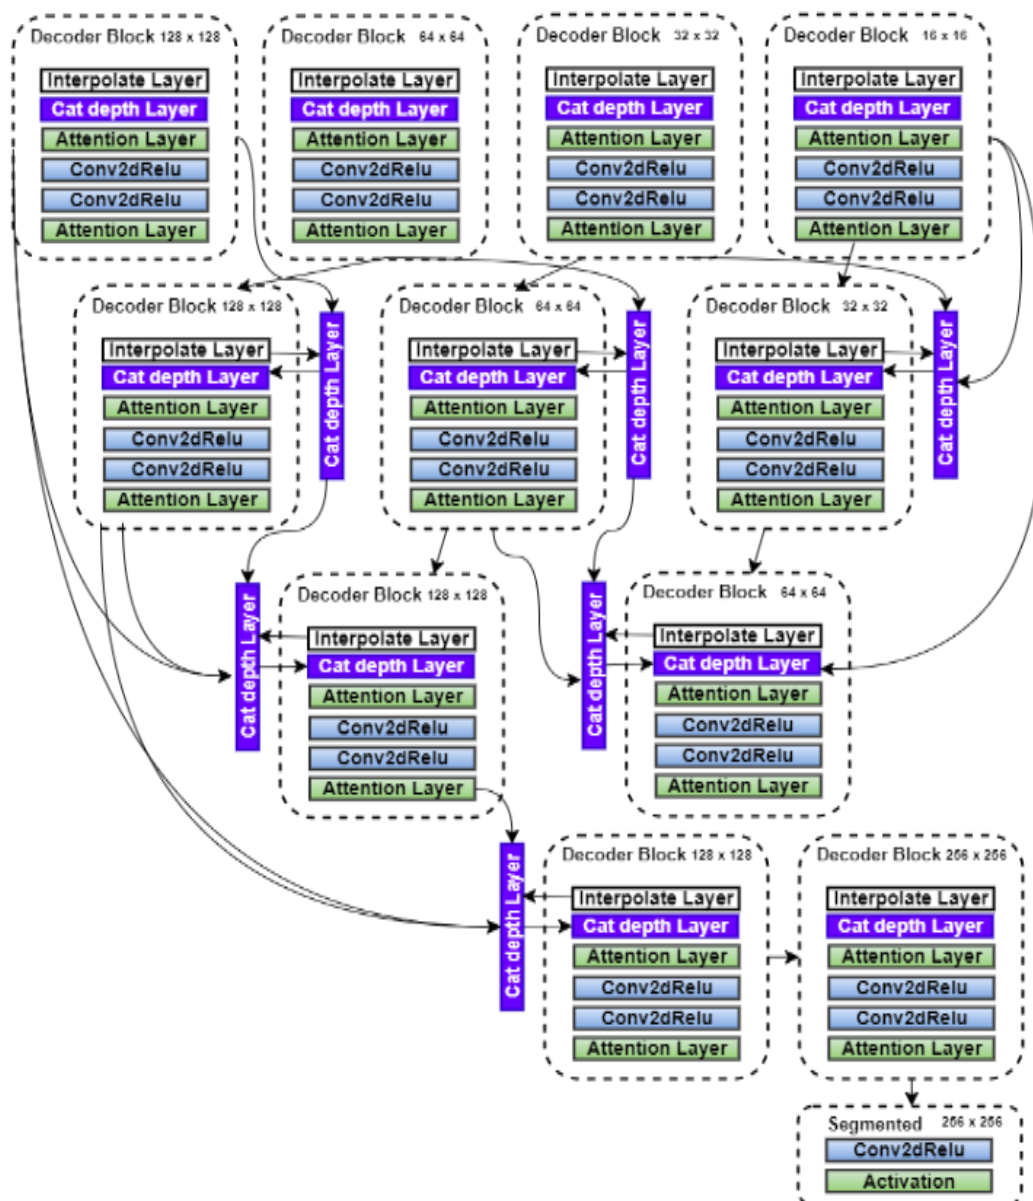 Decoder Block 128 x 128
Interpolate Layer
Cat depth Layer
Attention Layer
Conv2dRelu
Conv2dRelu
Attention Layer
Decoder Block 64 x 64
Interpolate Layer
Cat depth Layer
Attention Layer
Conv2dRelu
Conv2dRelu
Attention Layer
Decoder Block 32 x 32
Interpolate Layer
Cat depth Layer
Attention Layer
Conv2dRelu
Conv2dRelu
Attention Layer
Decoder Block 16 x 16
Interpolate Layer
Cat depth Layer
Attention Layer
Conv2dRelu
Conv2dRelu
Attention Layer
Decoder Block 128 x 128
Interpolate Layer
Cat depth Layer
Attention Layer
Conv2dRelu
Conv2dRelu
Attention Layer
Cat depth Layer
Decoder Block 64 x 64
Interpolate Layer
Cat depth Layer
Attention Layer
Conv2dRelu
Conv2dRelu
Attention Layer
Cat depth Layer
Decoder Block 32 x 32
Interpolate Layer
Cat depth Layer
Attention Layer
Conv2dRelu
Conv2dRelu
Attention Layer
Cat depth Layer
Cat depth Layer
Decoder Block 128 x 128
Interpolate Layer
Cat depth Layer
Attention Layer
Conv2dRelu
Conv2dRelu
Attention Layer
Cat depth Layer
Decoder Block 64 x 64
Interpolate Layer
Cat depth Layer
Attention Layer
Conv2dRelu
Conv2dRelu
Attention Layer
Cat depth Layer
Decoder Block 128 x 128
Interpolate Layer
Cat depth Layer
Attention Layer
Conv2dRelu
Conv2dRelu
Attention Layer
Decoder Block 256 x 256
Interpolate Layer
Cat depth Layer
Attention Layer
Conv2dRelu
Conv2dRelu
Attention Layer
Segmented 256 x 256
Conv2dRelu
Activation